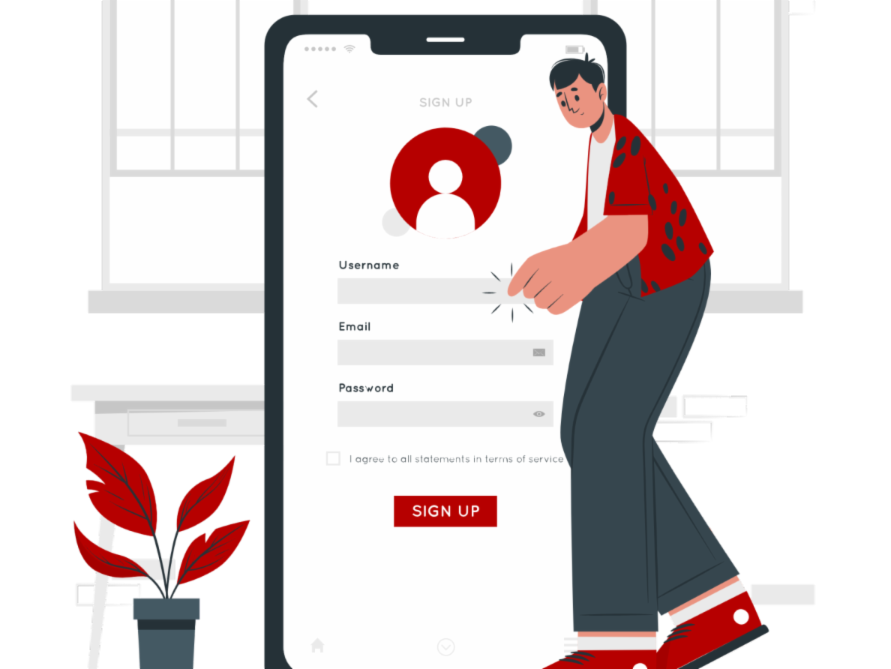 SIGN UP
Username
Email
Password
I agree to all statements in terms of service
SIGN UP